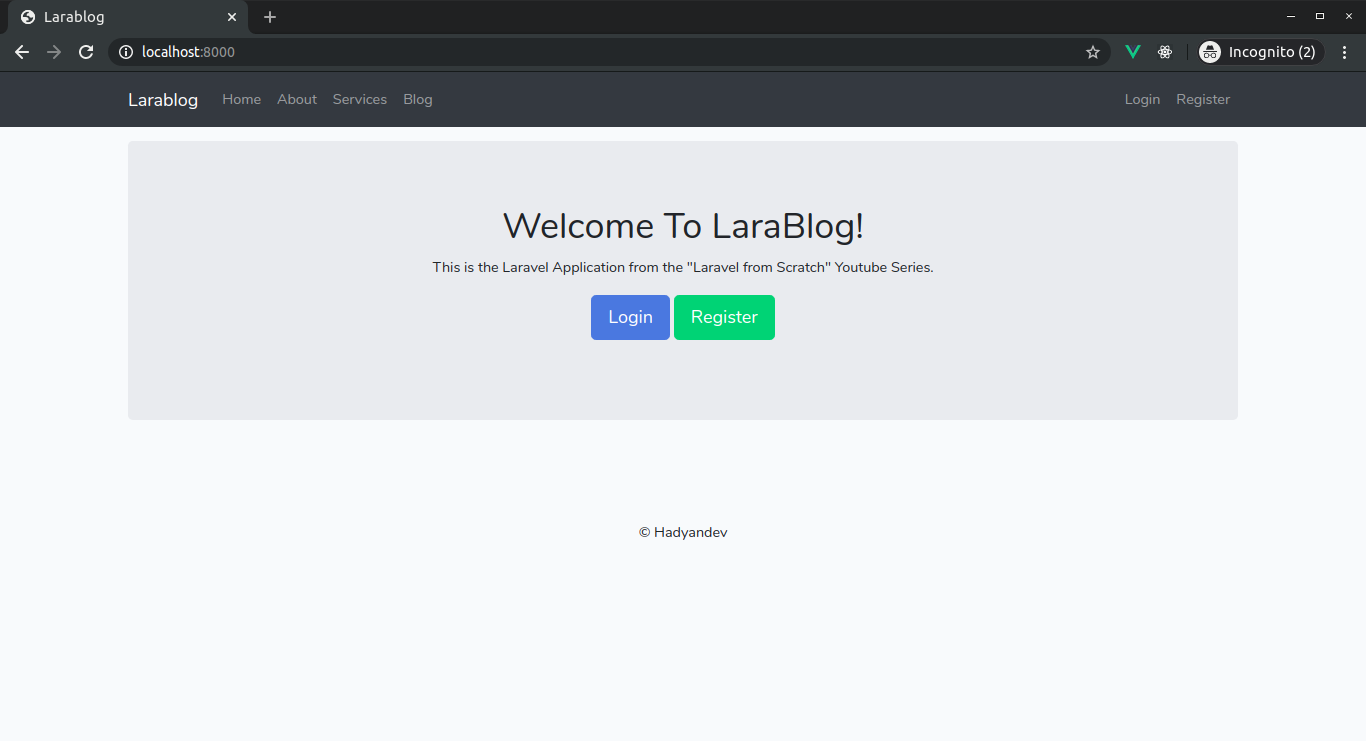 Larablog
localhost:8000
Incognito (2)
Larablog Home About Services Blog Login Register
Welcome To LaraBlog!
This is the Laravel Application from the "Laravel from Scratch" Youtube Series.
Login Register
© Hadyandev